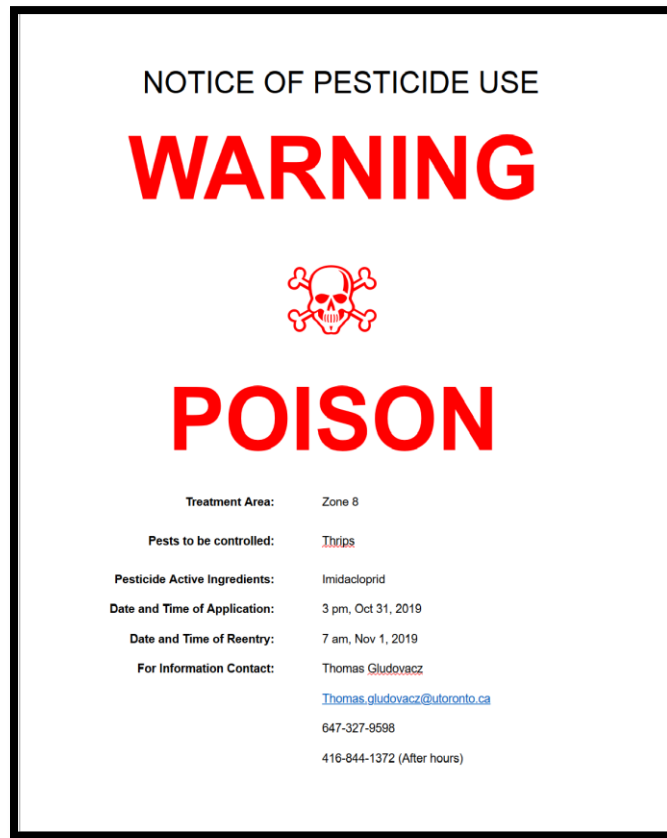 NOTICE OF PESTICIDE USE
WARNING
POISON
Treatment Area: Zone 8
Pests to be controlled: Thrips
Pesticide Active Ingredients: Imidacloprid
Date and Time of Application: 3 pm, Oct 31, 2019
Date and Time of Reentry: 7 am, Nov 1, 2019
For Information Contact: Thomas Gludovacz
Thomas.gludovacz@utoronto.ca
647-327-9598
416-844-1372 (After hours)